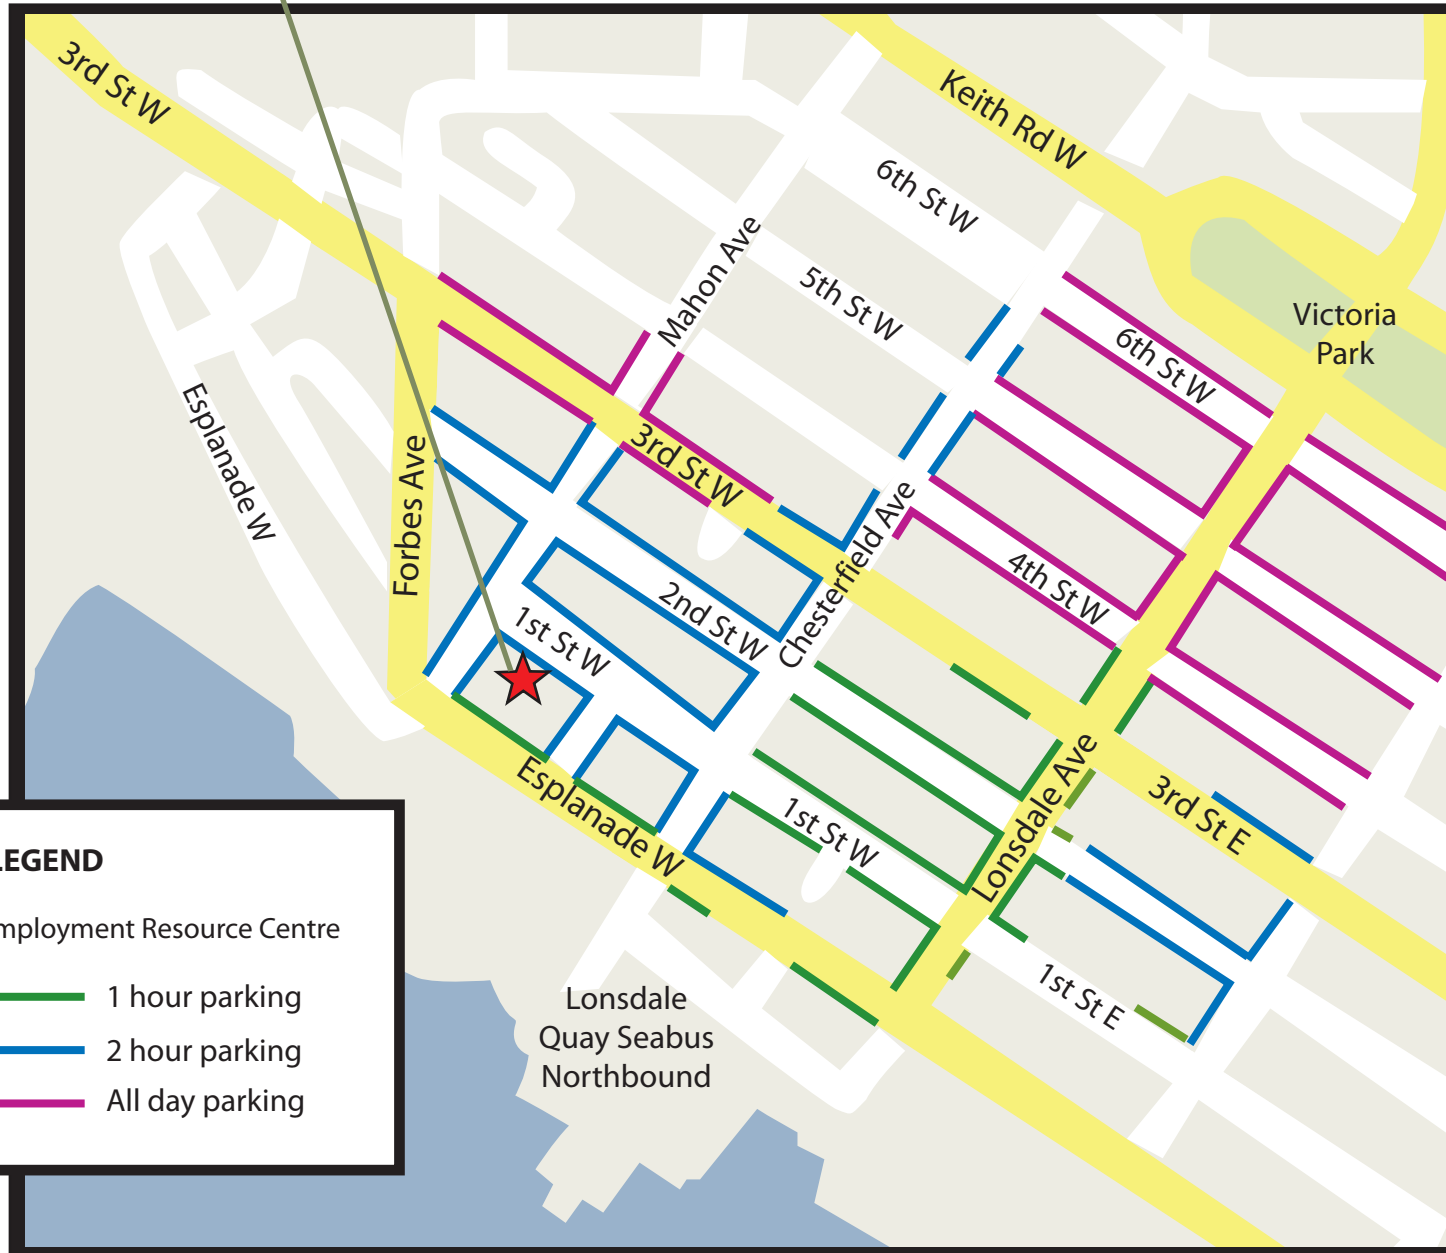 3rd St W
Keith Rd W
6th St W
Mahon Ave
5th St W
Victoria
Park
6th St W
Esplanade W
Forbes Ave
3rd St W
Chesterfield Ave
4th St W
2nd St W
1st St W
Esplanade W
1st St W
Lonsdale Ave
3rd St E
1st St E
Lonsdale
Quay Seabus
Northbound
LEGEND
mployment Resource Centre
1 hour parking
2 hour parking
All day parking